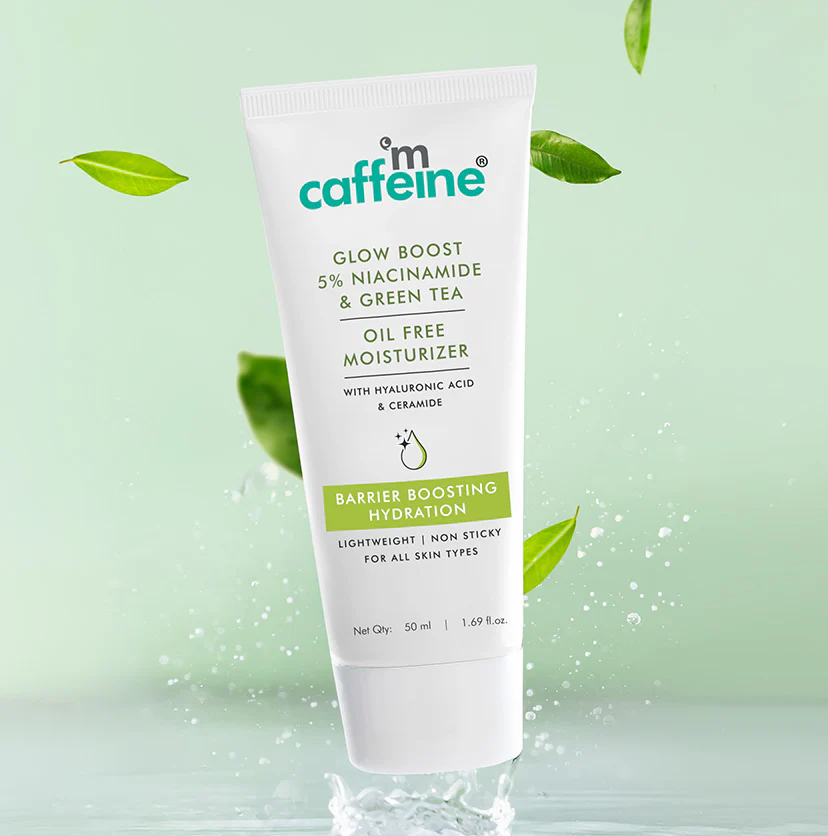 'm
caffeine®
GLOW BOOST
5% NIACINAMIDE
& GREEN TEA
OIL FREE
MOISTURIZER
WITH HYALURONIC ACID
& CERAMIDE
BARRIER BOOSTING
HYDRATION
LIGHTWEIGHT | NON STICKY
FOR ALL SKIN TYPES
Net Qty: 50 ml | 1.69 fl.oz.